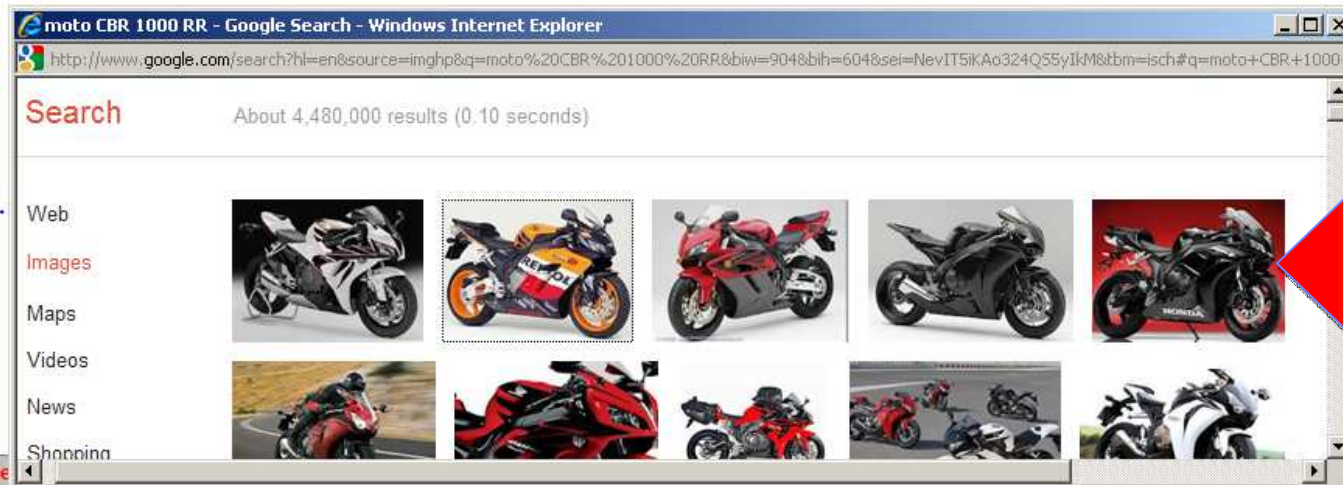 moto CBR 1000 RR - Google Search - Windows Internet Explorer
http://www.google.com/search?hl=en&source=imghp&q=moto%20CBR%201000%20RR&biw=904&bih=604&sei=NevIT5iKAo324QS5yIkM&tbm=isch#q=moto+CBR+1000
Search
About 4,480,000 results (0.10 seconds)
Web
Images
Maps
Videos
News
Shopping
REPSOL
HONDA
e